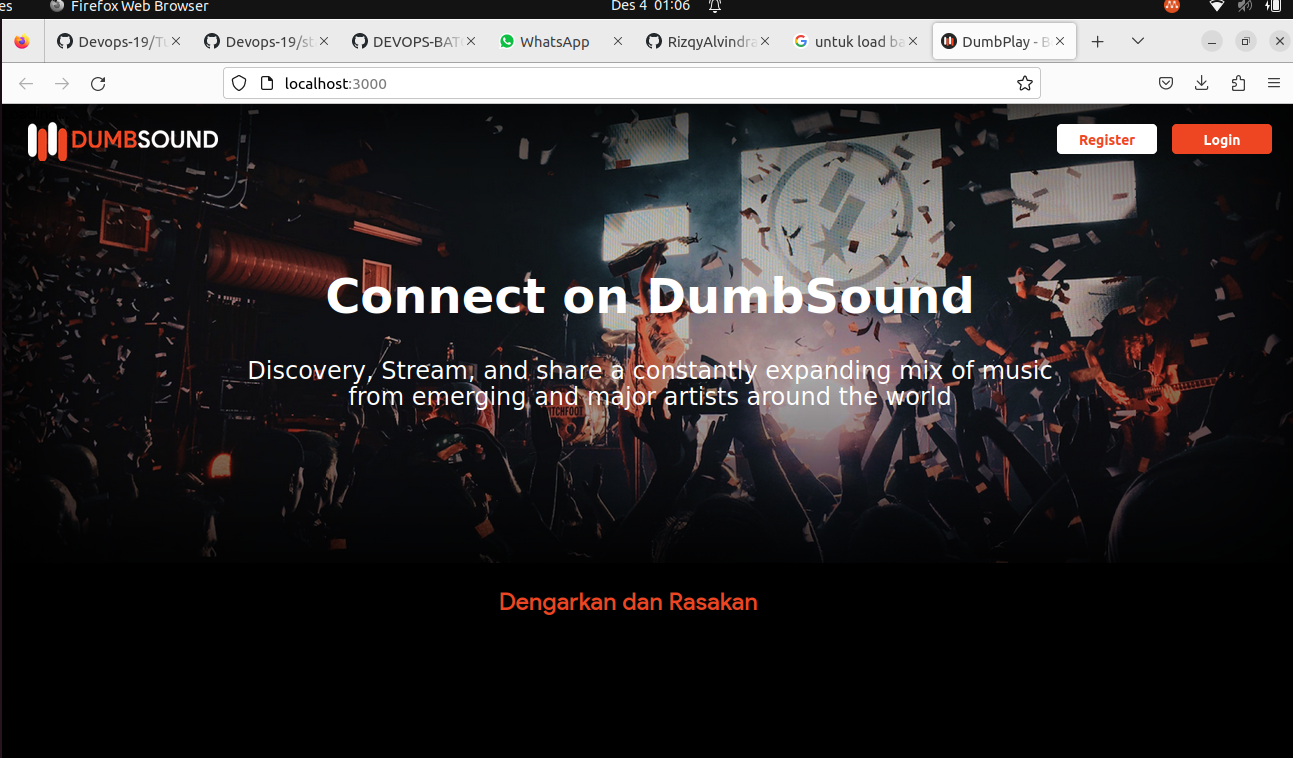 es Firefox Web Browser Des 4 01:06
Devops-19/Tu Devops-19/st DEVOPS-BAT WhatsApp RizqyAlvindra untuk load ba DumbPlay - B
localhost:3000
DUMBSOUND
Register
Login
Connect on DumbSound
Discovery, Stream, and share a constantly expanding mix of music
from emerging and major artists around the world
Dengarkan dan Rasakan